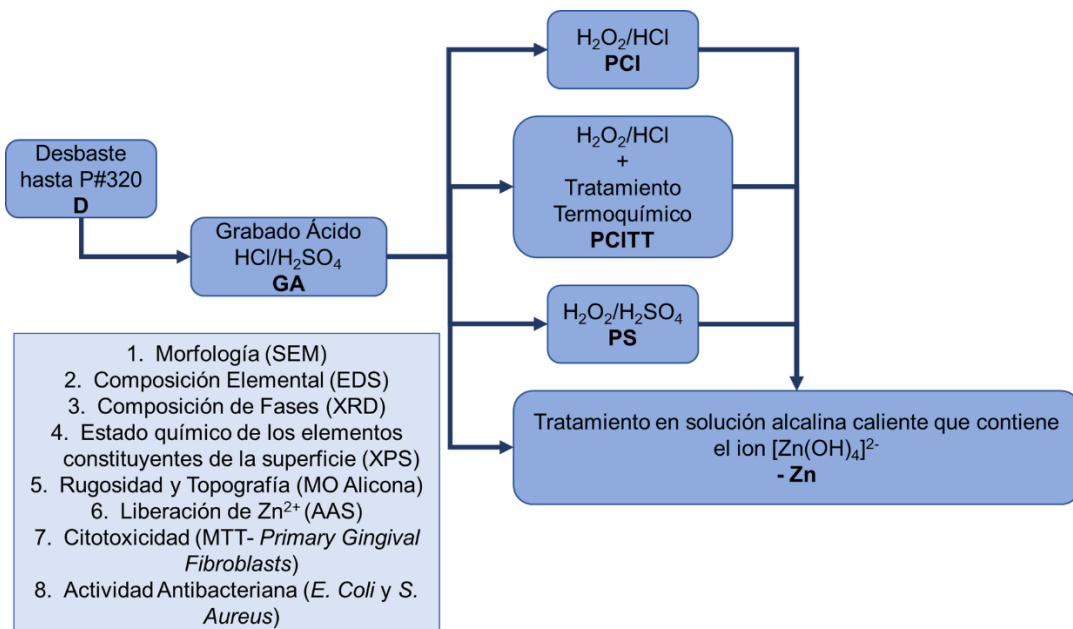 Desbaste
hasta P#320
D
Grabado Ácido
HCl/H₂SO₄
GA
H₂O₂/HCl
PCl
H₂O₂/HCl
+
Tratamiento
Termoquímico
PClTT
H₂O₂/H₂SO₄
PS
Tratamiento en solución alcalina caliente que contiene
el ion [Zn(OH)₄]²⁻
- Zn
1. Morfología (SEM)
2. Composición Elemental (EDS)
3. Composición de Fases (XRD)
4. Estado químico de los elementos
constituyentes de la superficie (XPS)
5. Rugosidad y Topografía (MO Alicona)
6. Liberación de Zn²⁺ (AAS)
7. Citotoxicidad (MTT- Primary Gingival
Fibroblasts)
8. Actividad Antibacteriana (E. Coli y S.
Aureus)